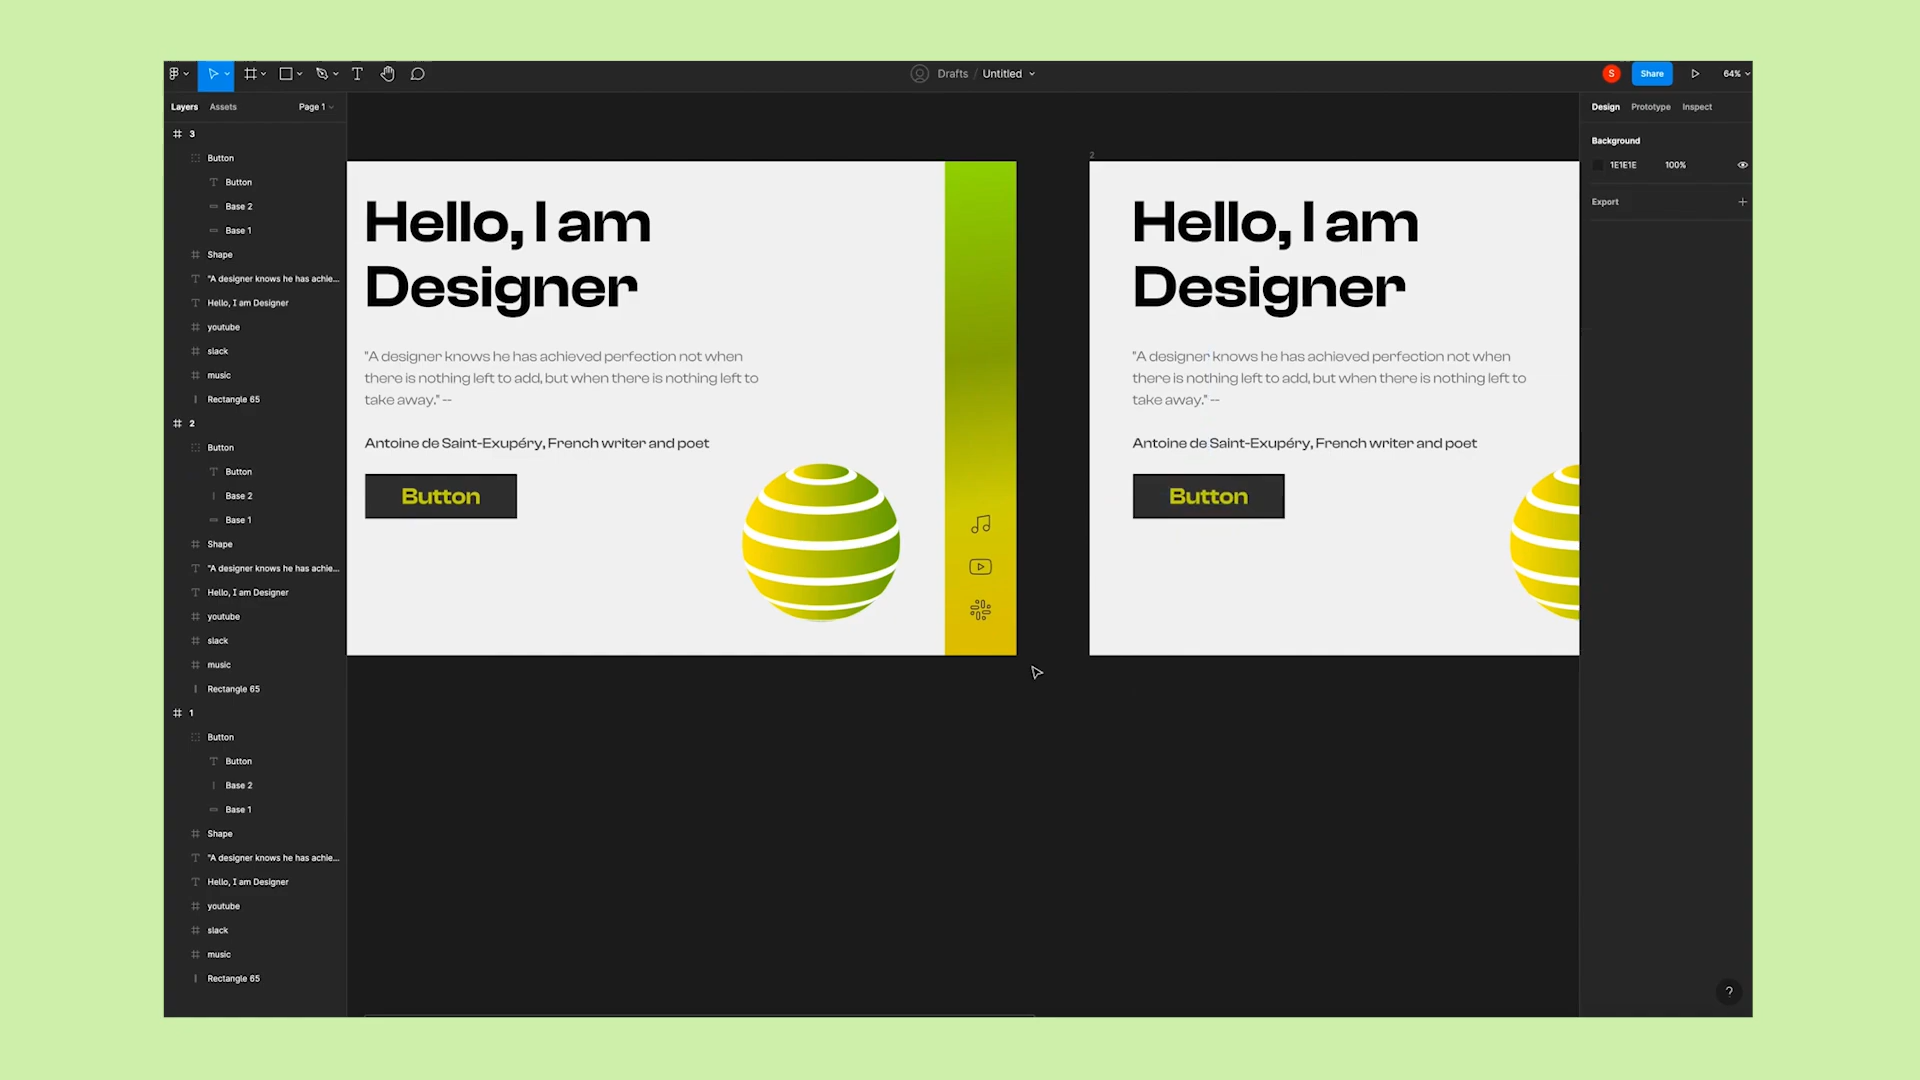 Drafts / Untitled
S
Share
64%
Layers
Assets
Page 1
3
Button
Button
Base 2
Base 1
Shape
"A designer knows he has achie...
Hello, I am Designer
youtube
slack
music
Rectangle 65
2
Button
Button
Base 2
Base 1
Shape
"A designer knows he has achie...
Hello, I am Designer
youtube
slack
music
Rectangle 65
1
Button
Button
Base 2
Base 1
Shape
"A designer knows he has achie...
Hello, I am Designer
youtube
slack
music
Rectangle 65
Hello, I am
Designer
"A designer knows he has achieved perfection not when
there is nothing left to add, but when there is nothing left to
take away." --
Antoine de Saint-Exupéry, French writer and poet
Button
2
Hello, I am
Designer
"A designer knows he has achieved perfection not when
there is nothing left to add, but when there is nothing left to
take away." --
Antoine de Saint-Exupéry, French writer and poet
Button
Design
Prototype
Inspect
Background
1E1E1E
100%
Export
?